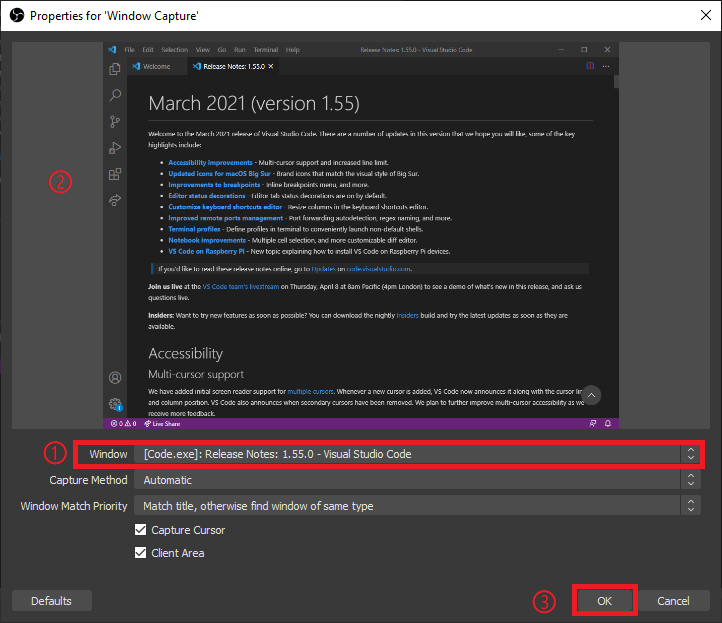 Properties for 'Window Capture'
File Edit Selection View Go Run Terminal Help Release Notes: 1.55.0 - Visual Studio Code
Welcome Release Notes: 1.55.0
March 2021 (version 1.55)
Welcome to the March 2021 release of Visual Studio Code. There are a number of updates in this version that we hope you will like, some of the key
highlights include:
• Accessibility improvements - Multi-cursor support and increased line limit.
• Updated icons for macOS Big Sur - Brand icons that match the visual style of Big Sur.
• Improvements to breakpoints - Inline breakpoints menu, and more.
• Editor status decorations - Editor tab status decorations are on by default.
• Customize keyboard shortcuts editor - Resize columns in the keyboard shortcuts editor.
• Improved remote ports management - Port forwarding autodetection, regex naming, and more.
• Terminal profiles - Define profiles in terminal to conveniently launch non-default shells.
• Notebook improvements - Multiple cell selection, and more customizable diff editor.
• VS Code on Raspberry Pi - New topic explaining how to install VS Code on Raspberry Pi devices.
②
If you'd like to read these release notes online, go to Updates on code.visualstudio.com.
Join us live at the VS Code team's livestream on Thursday, April 8 at 8am Pacific (4pm London) to see a demo of what's new in this release, and ask us
questions live.
Insiders: Want to try new features as soon as possible? You can download the nightly Insiders build and try the latest updates as soon as they are
available.
Accessibility
Multi-cursor support
We have added initial screen reader support for multiple cursors. Whenever a new cursor is added, VS Code now announces it along with the cursor lin
and column position. VS Code also announces when secondary cursors have been removed. We plan to further improve multi-cursor accessibility as we
receive more feedback.
1
0 0 Live Share
① Window [Code.exe]: Release Notes: 1.55.0 - Visual Studio Code
Capture Method Automatic
Window Match Priority Match title, otherwise find window of same type
Capture Cursor
Client Area
Defaults ③ OK Cancel